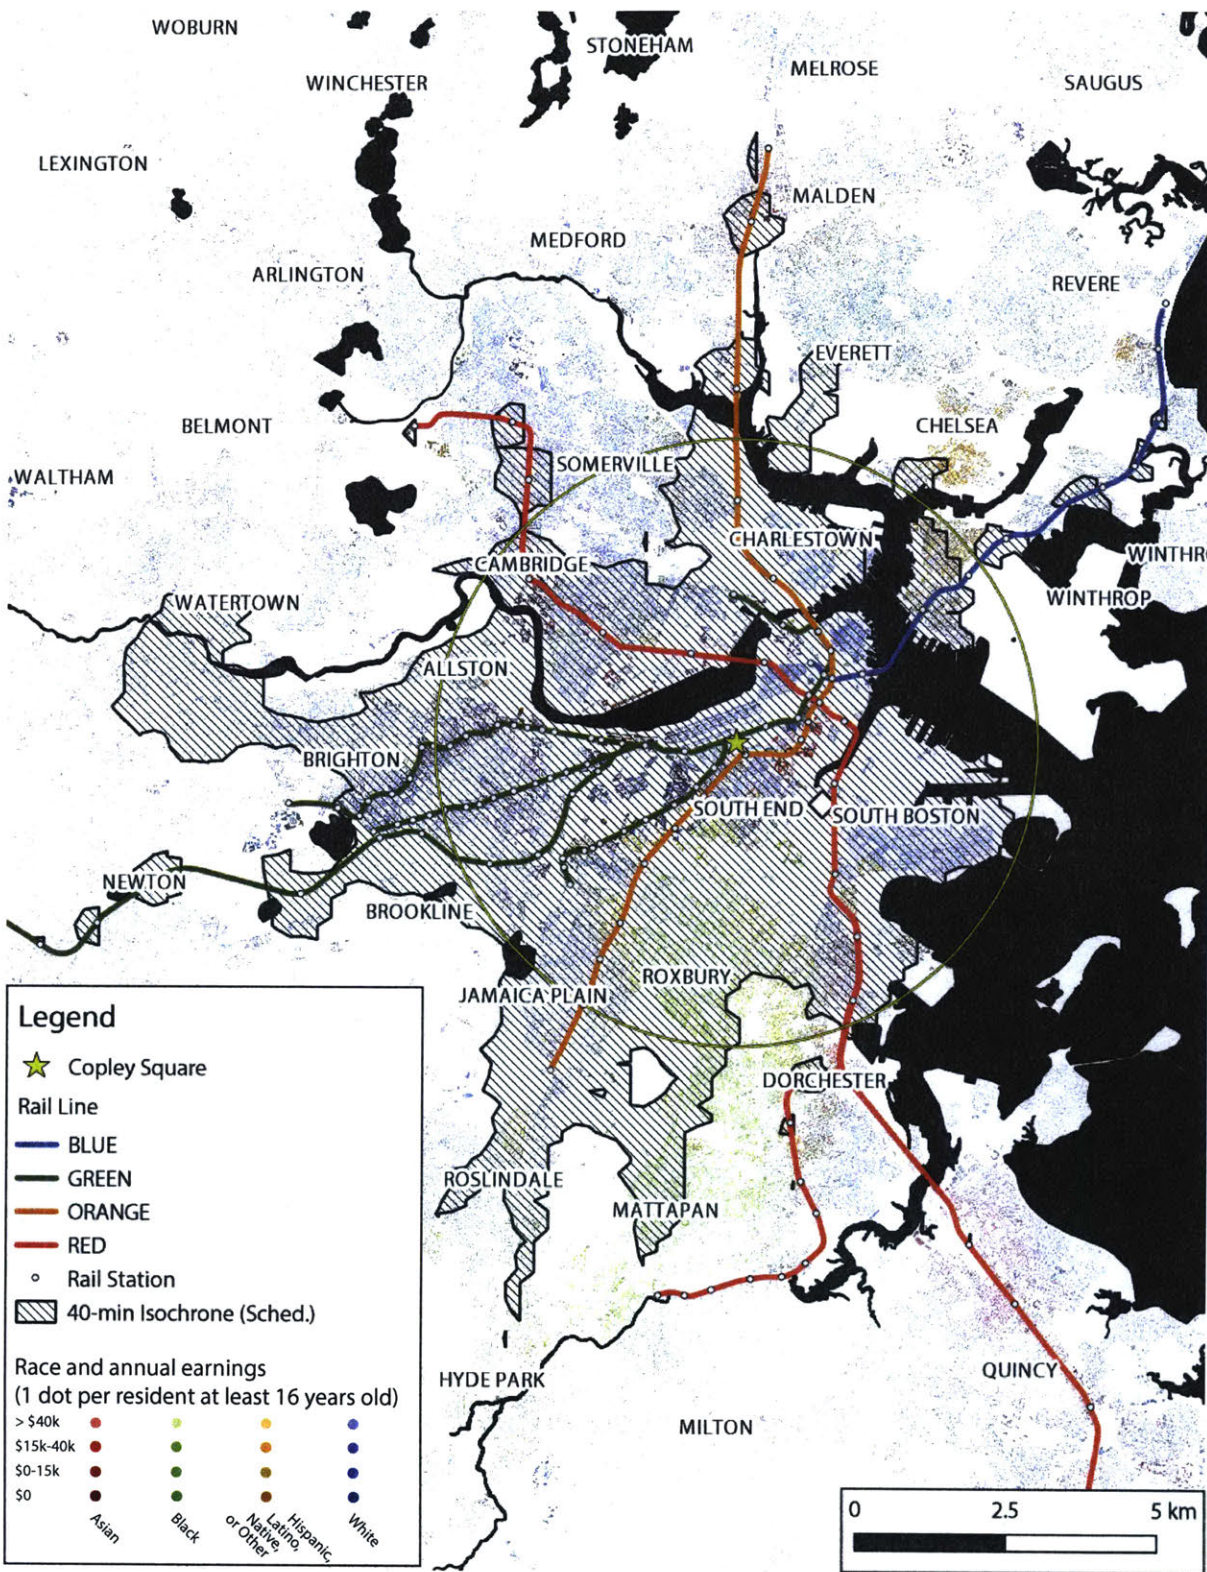 WOBURN
STONEHAM
WINCHESTER
MELROSE
SAUGUS
LEXINGTON
MALDEN
MEDFORD
ARLINGTON
REVERE
EVERETT
BELMONT
CHELSEA
SOMERVILLE
WALTHAM
CHARLESTOWN
CAMBRIDGE
WINTHR
WATERTOWN
WINTHROP
ALLSTON
BRIGHTON
SOUTH END
SOUTH BOSTON
NEWTON
BROOKLINE
ROXBURY
JAMAICA PLAIN
DORCHESTER
ROSLINDALE
MATTAPAN
QUINCY
HYDE PARK
MILTON
Legend
Copley Square
Rail Line
BLUE
GREEN
ORANGE
RED
Rail Station
40-min Isochrone (Sched.)
Race and annual earnings
(1 dot per resident at least 16 years old)
> $40k
$15k-40k
$0-15k
$0
Asian
Black
Hispanic,
Latino,
Native,
or Other
White
0 2.5 5 km